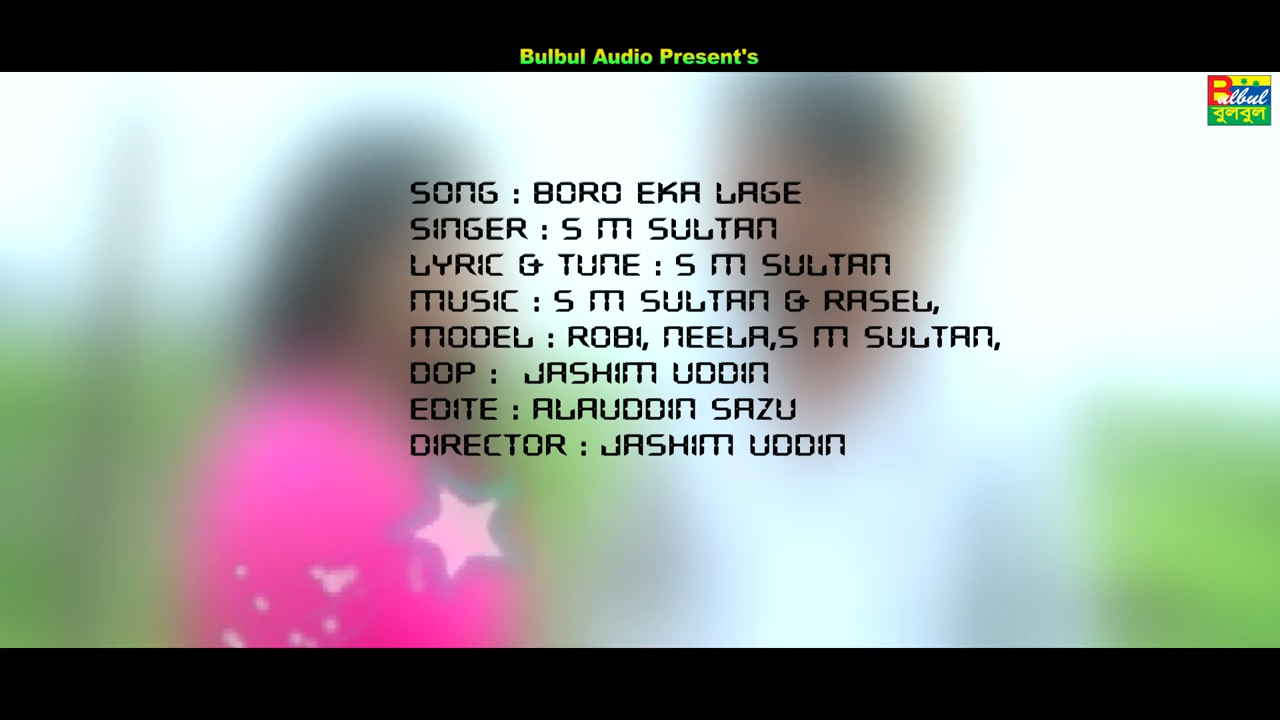 Bulbul Audio Present's
Bulbul
বুলবুল
SONG : BORO EKA LAGE
SINGER : S M SULTAN
LYRIC & TUNE : S M SULTAN
MUSIC : S M SULTAN & RASEL,
MODEL : ROBI, NEELA,S M SULTAN,
DOP :  JASHIM UDDIN
EDITE : ALAUDDIN SAZU
DIRECTOR : JASHIM UDDIN